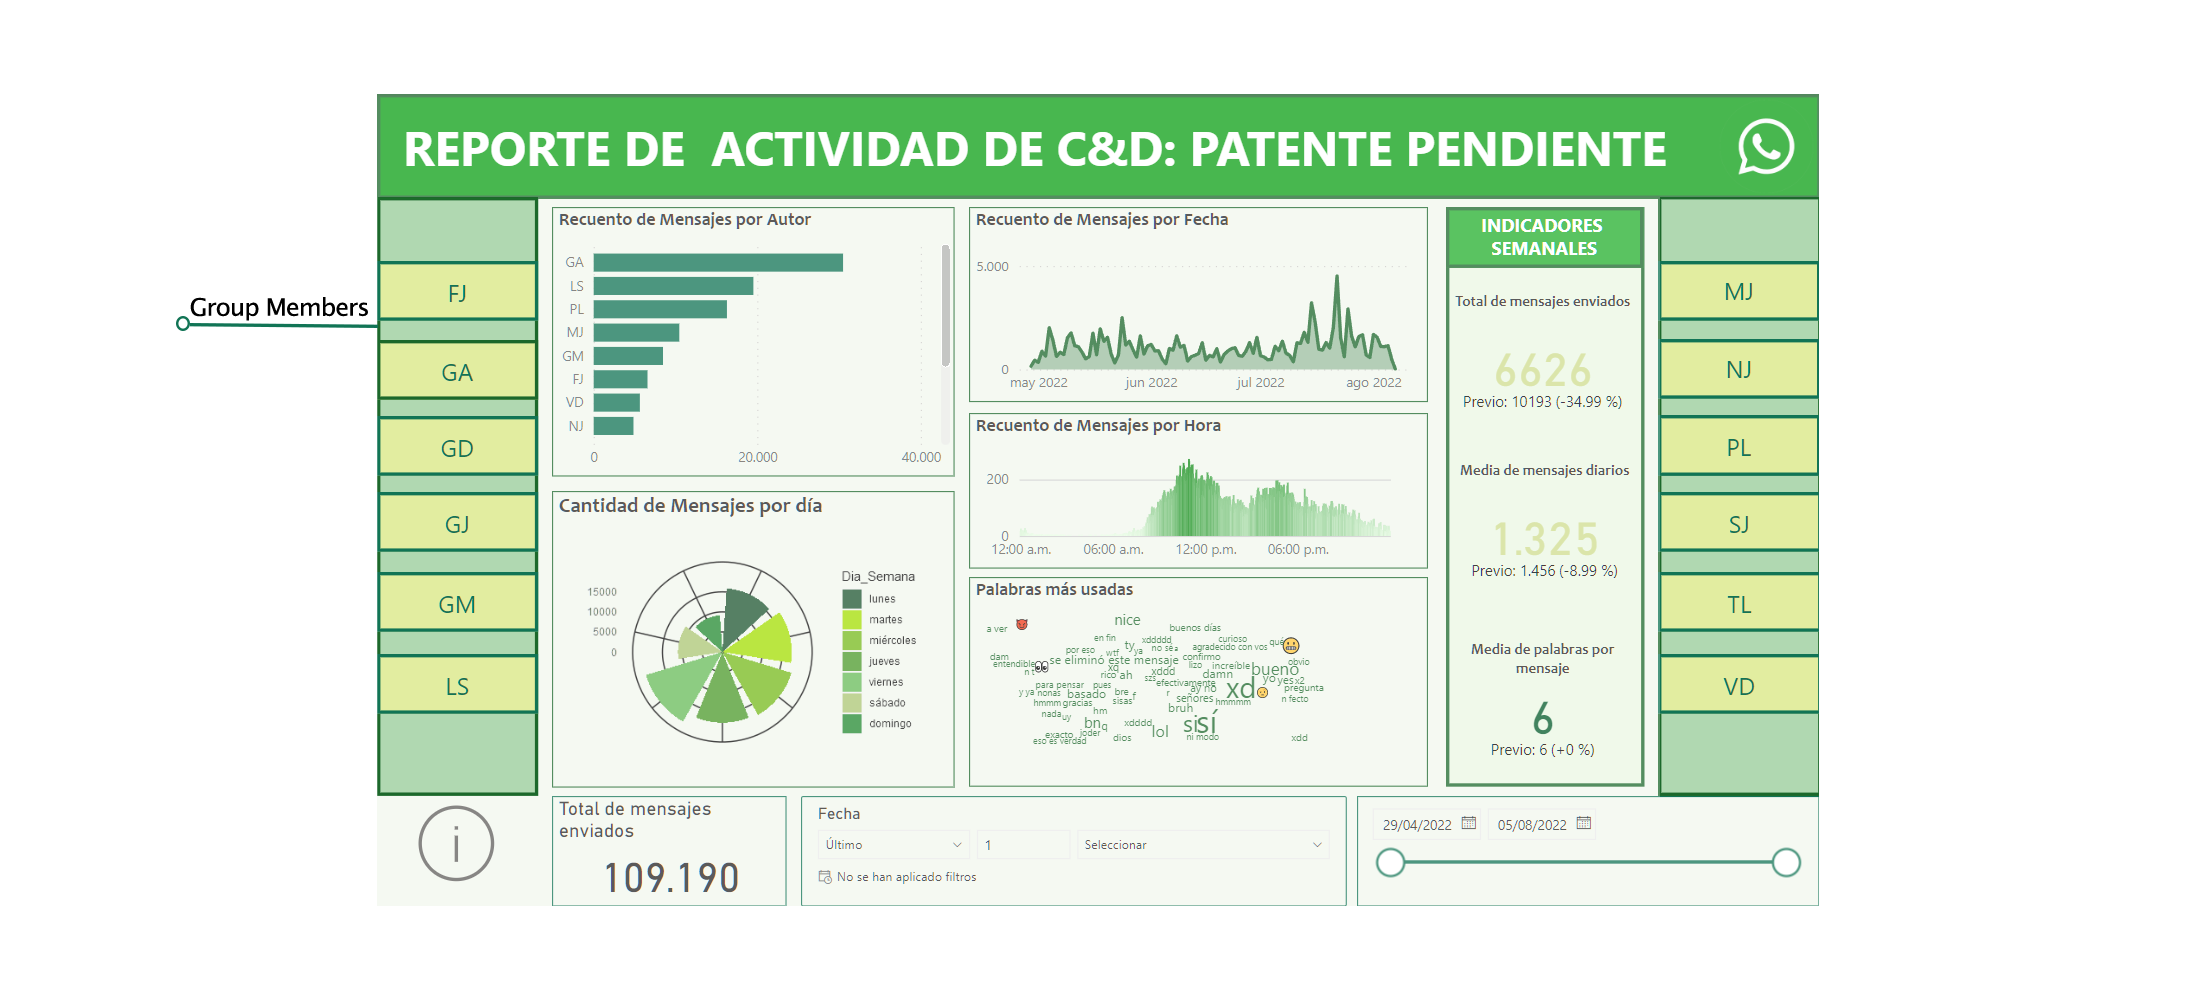 REPORTE DE ACTIVIDAD DE C&D: PATENTE PENDIENTE
Group Members
FJ
GA
GD
GJ
GM
LS
Recuento de Mensajes por Autor
GA
LS
PL
MJ
GM
FJ
VD
NJ
0 20.000 40.000
Cantidad de Mensajes por día
15000
10000
5000
0
Dia_Semana
lunes
martes
miércoles
jueves
viernes
sábado
domingo
Recuento de Mensajes por Fecha
5.000
0
may 2022 jun 2022 jul 2022 ago 2022
Recuento de Mensajes por Hora
200
0
12:00 a.m. 06:00 a.m. 12:00 p.m. 06:00 p.m.
Palabras más usadas
nice
a ver
buenos días
en fin
xddddd
curioso
qué
ty
por eso
wtf
ya
no sé
a
agradecido con vos
dam
se eliminó este mensaje
confirmo
obvio
entendible
xq
lizo
increíble
bueno
n t
rico
ah
xddd
damn
szs
yo
yes
x2
para pensar
pues
efectivamente
ay no
xd
pregunta
y ya
nonas
basado
bre
f
r
señores
hmmmm
n fecto
hmmm
gracias
sisas
bruh
nada
uy
hm
bn
q
xdddd
si
sí
lol
exacto
joder
dios
ni modo
xdd
eso es verdad
INDICADORES
SEMANALES
Total de mensajes enviados
6626
Previo: 10193 (-34.99 %)
Media de mensajes diarios
1.325
Previo: 1.456 (-8.99 %)
Media de palabras por
mensaje
6
Previo: 6 (+0 %)
MJ
NJ
PL
SJ
TL
VD
i
Total de mensajes
enviados
109.190
Fecha
Último 1 Seleccionar
No se han aplicado filtros
29/04/2022 05/08/2022